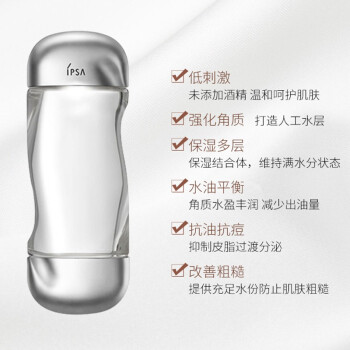 IPSA
低刺激
未添加酒精 温和呵护肌肤
强化角质 打造人工水层
保湿多层
保湿结合体，维持满水分状态
水油平衡
角质水盈丰润 减少出油量
抗油抗痘
抑制皮脂过渡分泌
改善粗糙
提供充足水份防止肌肤粗糙